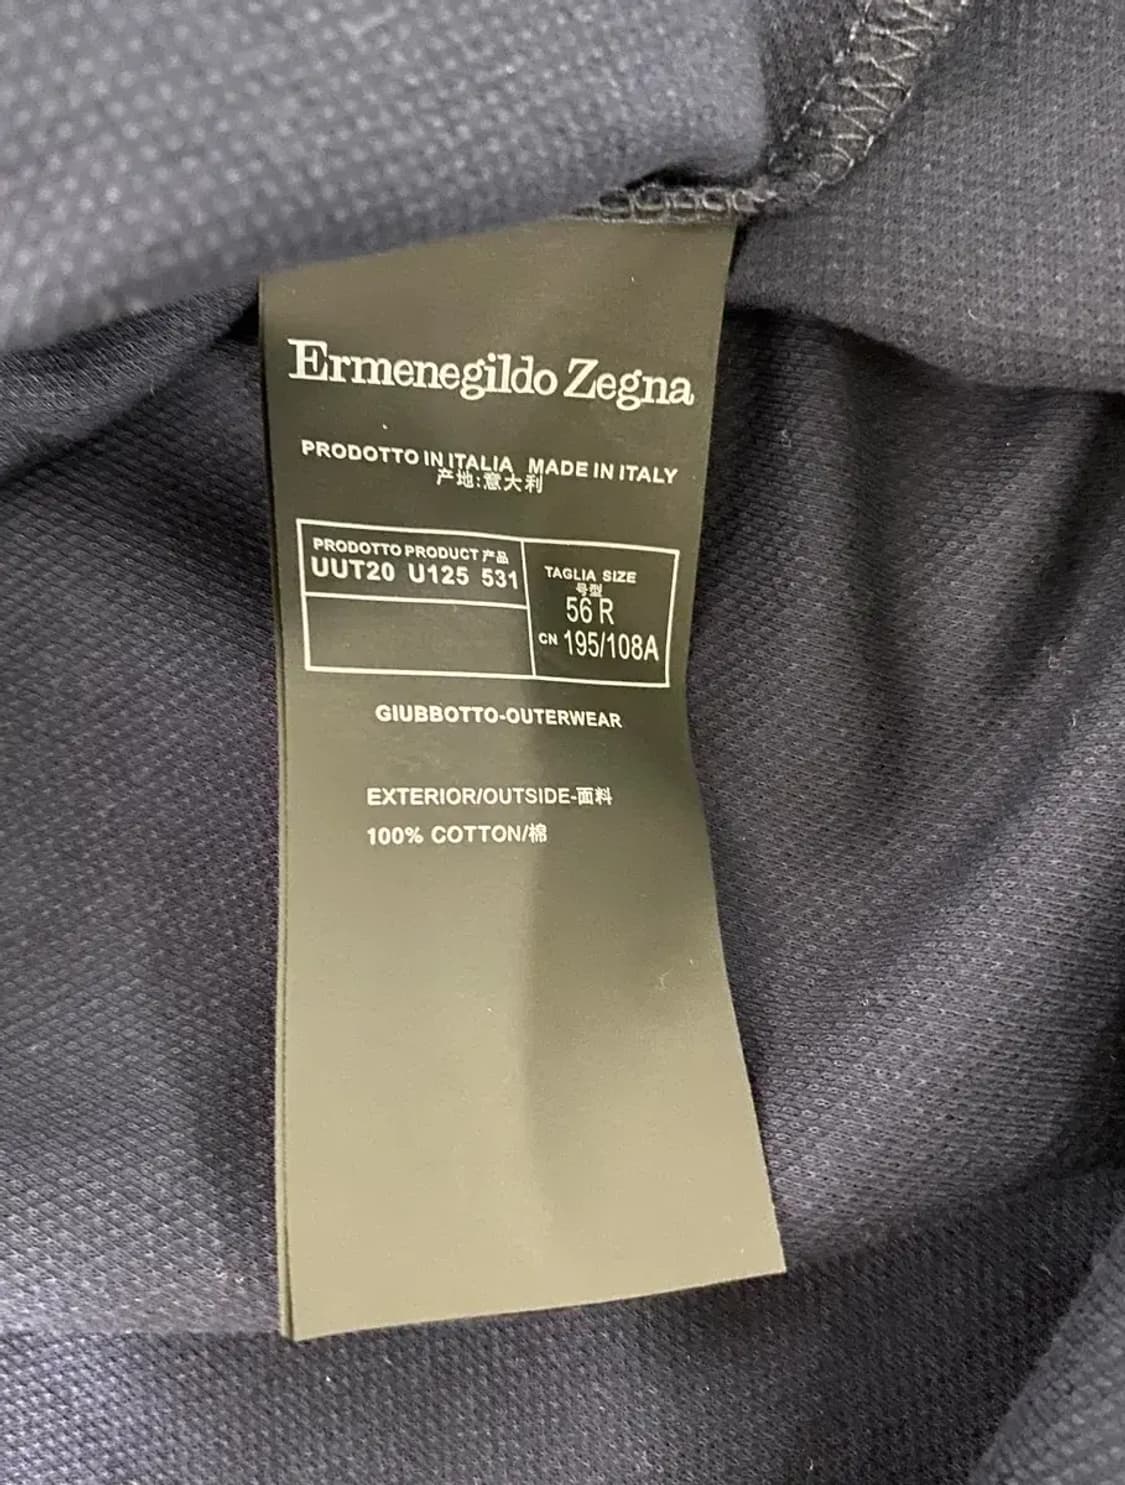 Ermenegildo Zegna
PRODOTTO IN ITALIA MADE IN ITALY
产地:意大利
PRODOTTO PRODUCT 产品
UUT20 U125 531
TAGLIA SIZE
号型
56 R
CN 195/108A
GIUBBOTTO-OUTERWEAR
EXTERIOR/OUTSIDE-面料
100% COTTON/棉